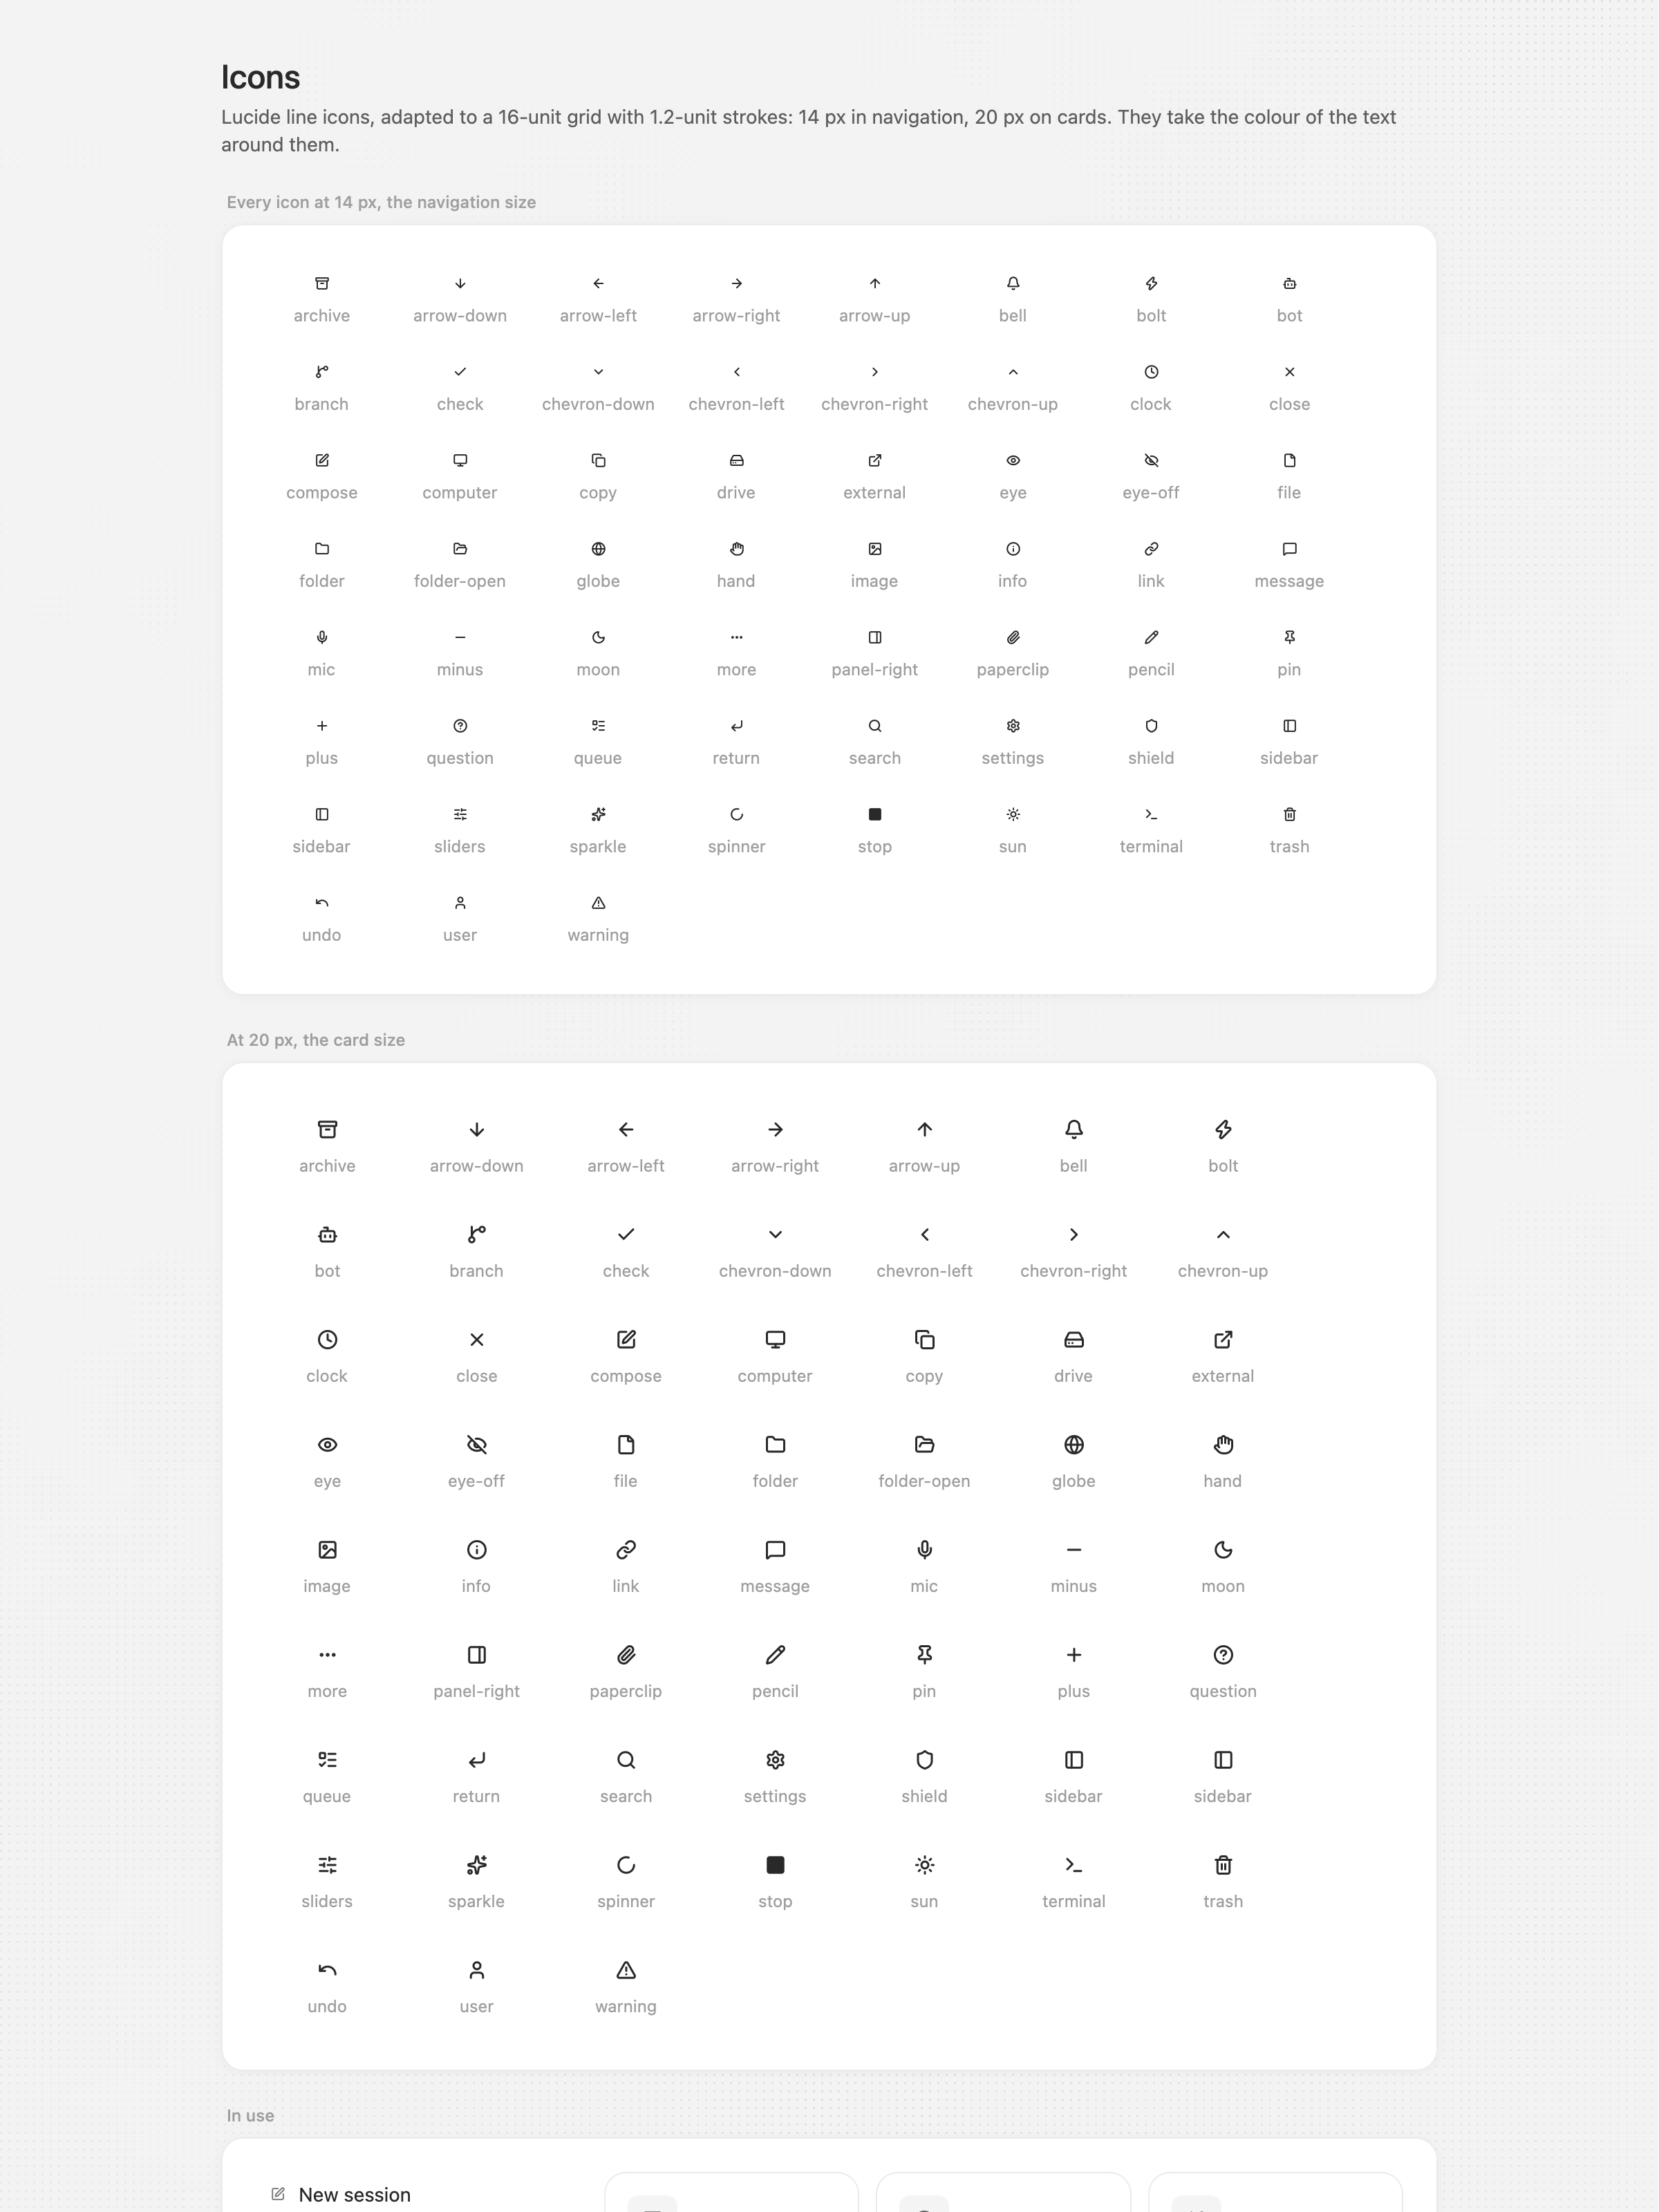 Icons
Lucide line icons, adapted to a 16-unit grid with 1.2-unit strokes: 14 px in navigation, 20 px on cards. They take the colour of the text
around them.
Every icon at 14 px, the navigation size
archive arrow-down arrow-left arrow-right arrow-up bell bolt bot
branch check chevron-down chevron-left chevron-right chevron-up clock close
compose computer copy drive external eye eye-off file
folder folder-open globe hand image info link message
mic minus moon more panel-right paperclip pencil pin
plus question queue return search settings shield sidebar
sidebar sliders sparkle spinner stop sun terminal trash
undo user warning
At 20 px, the card size
archive arrow-down arrow-left arrow-right arrow-up bell bolt
bot branch check chevron-down chevron-left chevron-right chevron-up
clock close compose computer copy drive external
eye eye-off file folder folder-open globe hand
image info link message mic minus moon
more panel-right paperclip pencil pin plus question
queue return search settings shield sidebar sidebar
sliders sparkle spinner stop sun terminal trash
undo user warning
In use
New session